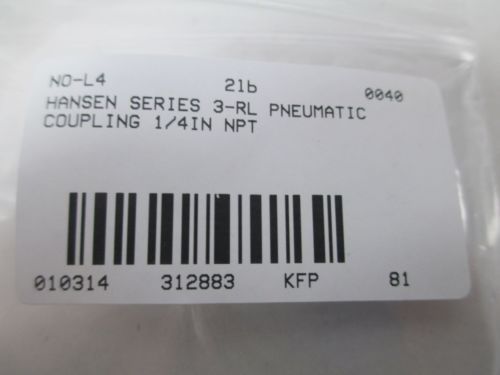 NO-L4 21b 0040
HANSEN SERIES 3-RL PNEUMATIC
COUPLING 1/4IN NPT
010314 312883 KFP 81